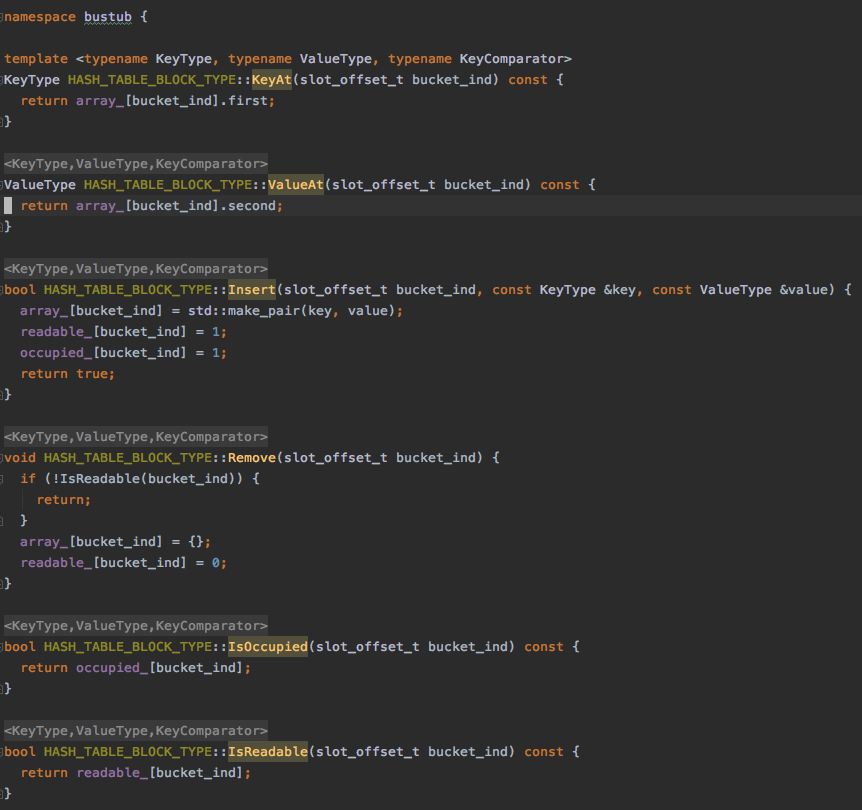 namespace bustub {
template <typename KeyType, typename ValueType, typename KeyComparator>
KeyType HASH_TABLE_BLOCK_TYPE::KeyAt(slot_offset_t bucket_ind) const {
  return array_[bucket_ind].first;
}
<KeyType,ValueType,KeyComparator>
ValueType HASH_TABLE_BLOCK_TYPE::ValueAt(slot_offset_t bucket_ind) const {
  return array_[bucket_ind].second;
}
<KeyType,ValueType,KeyComparator>
bool HASH_TABLE_BLOCK_TYPE::Insert(slot_offset_t bucket_ind, const KeyType &key, const ValueType &value) {
  array_[bucket_ind] = std::make_pair(key, value);
  readable_[bucket_ind] = 1;
  occupied_[bucket_ind] = 1;
  return true;
}
<KeyType,ValueType,KeyComparator>
void HASH_TABLE_BLOCK_TYPE::Remove(slot_offset_t bucket_ind) {
  if (!IsReadable(bucket_ind)) {
    return;
  }
  array_[bucket_ind] = {};
  readable_[bucket_ind] = 0;
}
<KeyType,ValueType,KeyComparator>
bool HASH_TABLE_BLOCK_TYPE::IsOccupied(slot_offset_t bucket_ind) const {
  return occupied_[bucket_ind];
}
<KeyType,ValueType,KeyComparator>
bool HASH_TABLE_BLOCK_TYPE::IsReadable(slot_offset_t bucket_ind) const {
  return readable_[bucket_ind];
}